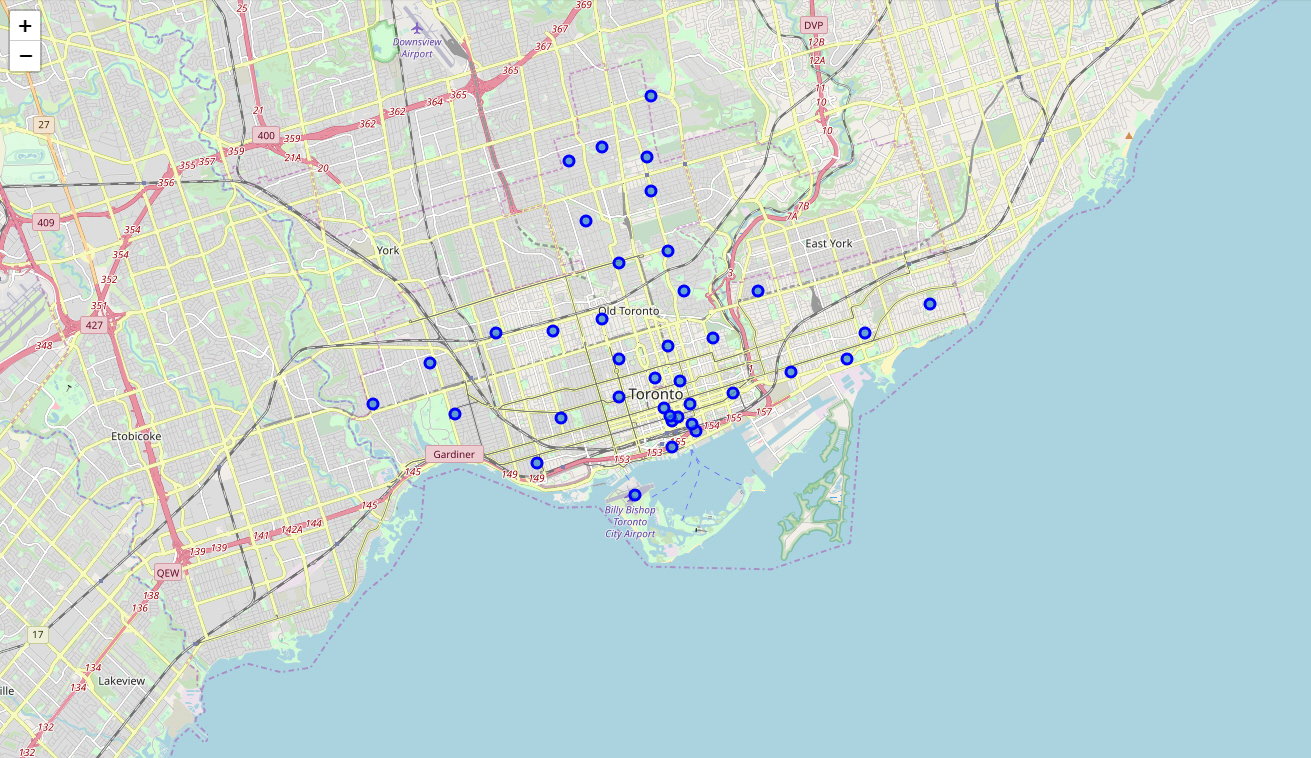 +
−
25
Downsview
Airport
369
367
367
365
365
364
362
362
DVP
12B
12A
11
10
10
21
27
400
359
359
21A
20
355
357
356
409
354
354
352
351
427
348
York
7B
7A
East York
3
Old Toronto
1
Toronto
157
155
154
155
153
153
Etobicoke
Gardiner
145
149
149
145
144
142A
141
139
139
QEW
138
136
Billy Bishop
Toronto
City Airport
17
134
134
Lakeview
ille
132
132